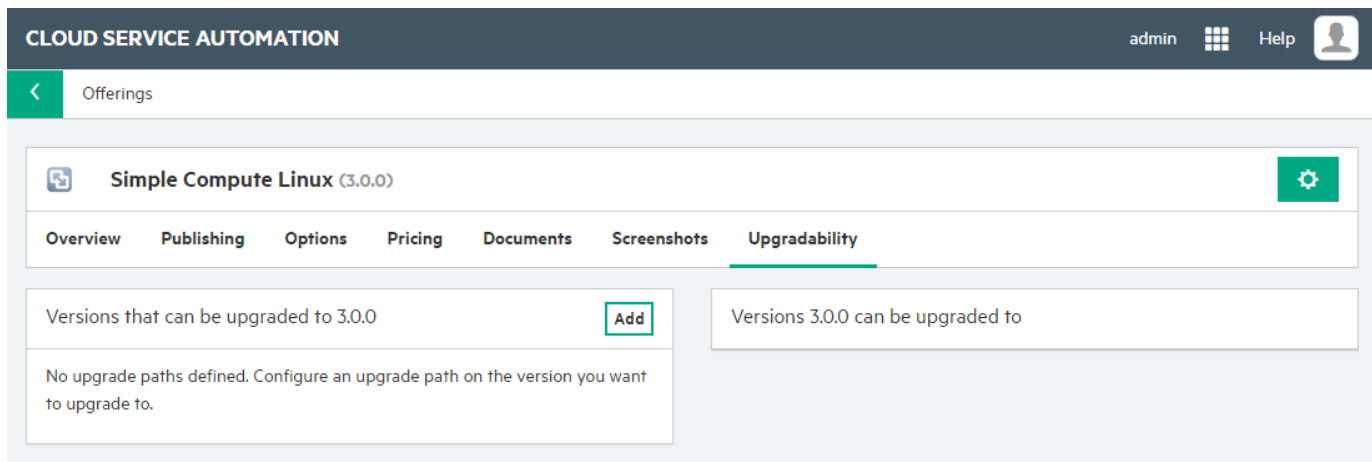 CLOUD SERVICE AUTOMATION
admin
Help
Offerings
Simple Compute Linux (3.0.0)
Overview Publishing Options Pricing Documents Screenshots Upgradability
Versions that can be upgraded to 3.0.0
Add
No upgrade paths defined. Configure an upgrade path on the version you want
to upgrade to.
Versions 3.0.0 can be upgraded to